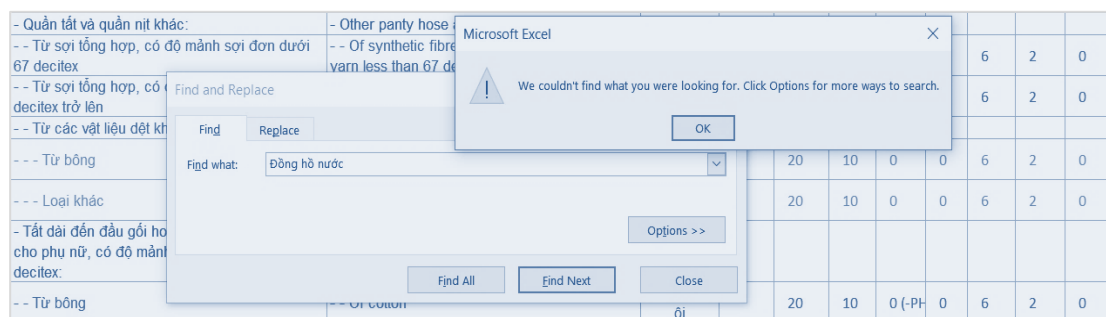 - Quần tất và quần nịt khác:
- Other panty hose
Microsoft Excel
- - Từ sợi tổng hợp, có độ mảnh sợi đơn dưới
67 decitex
- - Of synthetic
yarn less than 67
6 2 0
We couldn't find what you were looking for. Click Options for more ways to search.
OK
- - Từ sợi tổng hợp, có
decitex trở lên
6 2 0
Find and Replace
- - Từ các vật liệu dệt
Find
Replace
- - - Từ bông
Find what:
Đồng hồ nước
20 10 0 0 6 2 0
- - - Loại khác
20 10 0 0 6 2 0
- Tất dài đến đầu gối
cho phụ nữ, có độ
decitex:
Options >>
Find All
Find Next
Close
- - Từ bông
- - Of cotton
ôi
20 10 0 (-PH 0 6 2 0